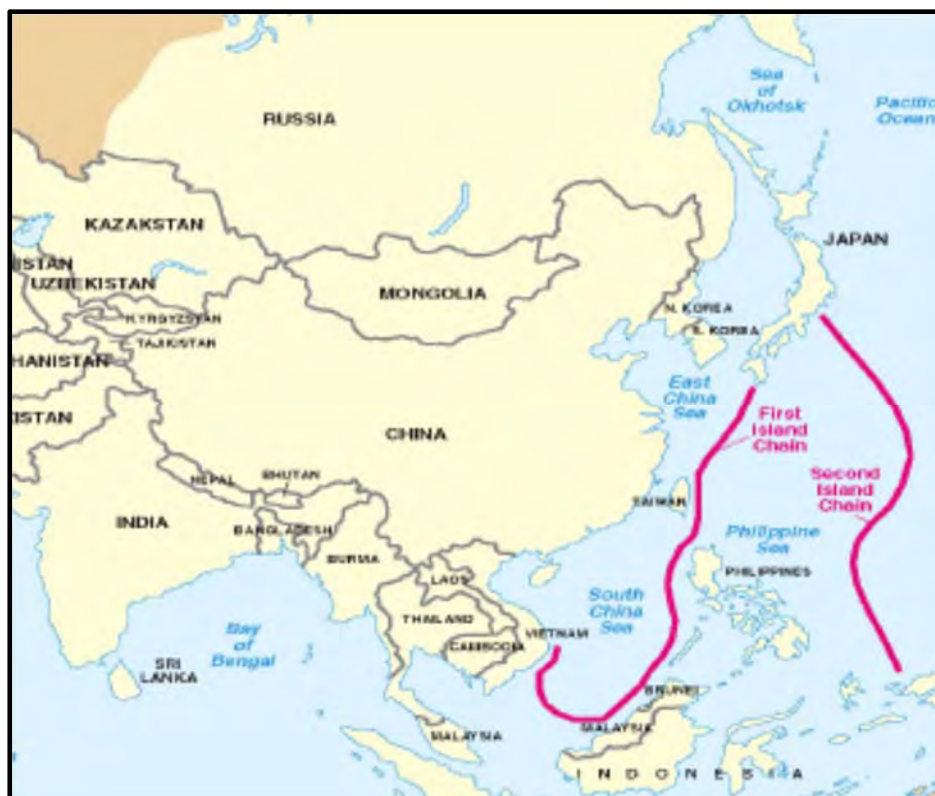 Sea
of
Okhotsk
Pacific
Ocean
RUSSIA
KAZAKSTAN
JAPAN
ISTAN
UZBEKISTAN
MONGOLIA
N. KOREA
KYRGYZSTAN
S. KOREA
TAJIKISTAN
HANISTAN
East
China
Sea
ISTAN
First
Island
Chain
CHINA
NEPAL
BHUTAN
Second
Island
Chain
TAIWAN
INDIA
BANGLADESH
Philippine
Sea
BURMA
PHILIPPINES
LAOS
South
China
Sea
THAILAND
VIETNAM
Bay
of
Bengal
CAMBODIA
SRI
LANKA
BRUNEI
MALAYSIA
MALAYSIA
INDONESIA